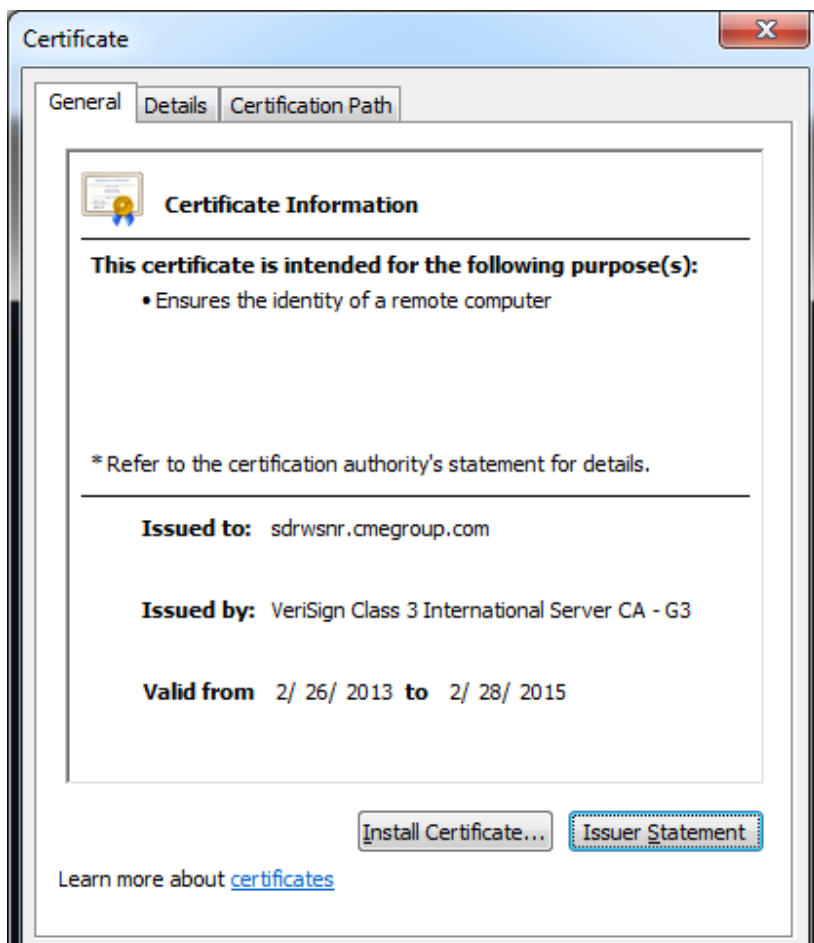 Certificate
General Details Certification Path
Certificate Information
This certificate is intended for the following purpose(s):
• Ensures the identity of a remote computer
* Refer to the certification authority's statement for details.
Issued to: sdrwsnr.cmegroup.com
Issued by: VeriSign Class 3 International Server CA - G3
Valid from 2/ 26/ 2013 to 2/ 28/ 2015
Install Certificate... Issuer Statement
Learn more about certificates